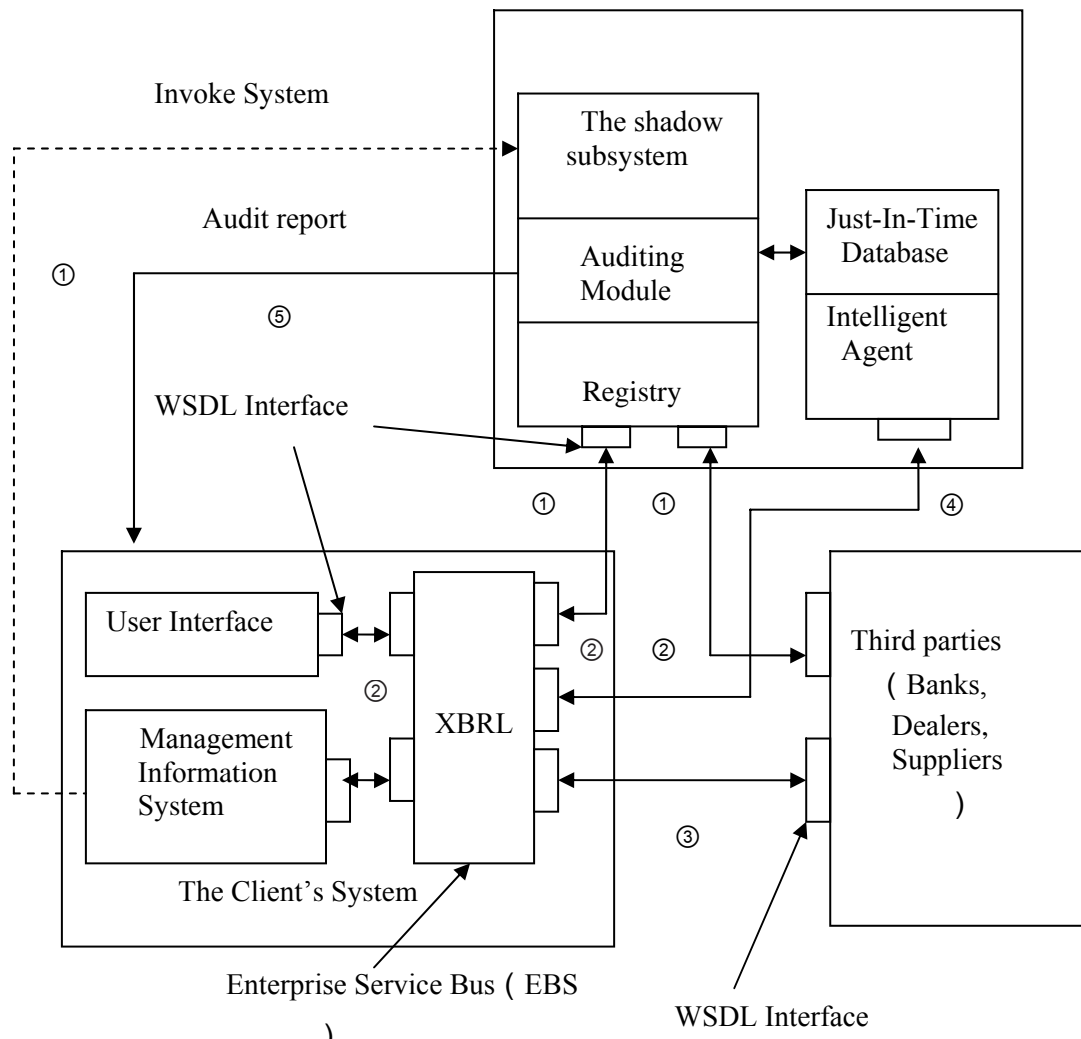 Invoke System
The shadow
subsystem
Audit report
①
⑤
Auditing
Module
Just-In-Time
Database
Intelligent
Agent
Registry
WSDL Interface
①
①
④
User Interface
②
②
②
XBRL
Management
Information
System
The Client’s System
Third parties
( Banks,
Dealers,
Suppliers
)
③
Enterprise Service Bus ( EBS
)
WSDL Interface